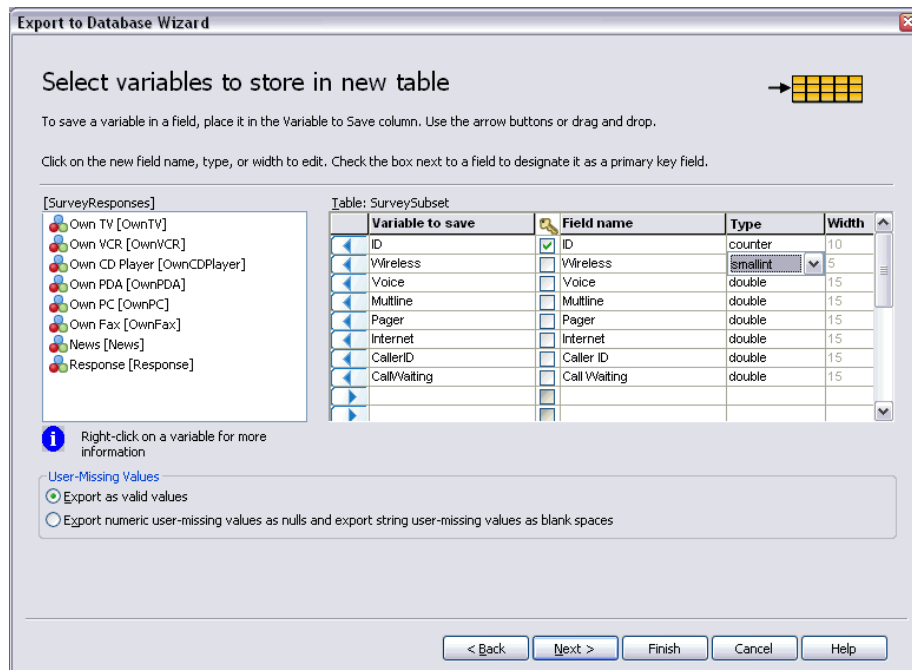 Export to Database Wizard
Select variables to store in new table
To save a variable in a field, place it in the Variable to Save column. Use the arrow buttons or drag and drop.
Click on the new field name, type, or width to edit. Check the box next to a field to designate it as a primary key field.
[SurveyResponses]
Own TV [OwnTV]
Own VCR [OwnVCR]
Own CD Player [OwnCDPlayer]
Own PDA [OwnPDA]
Own PC [OwnPC]
Own Fax [OwnFax]
News [News]
Response [Response]
Table: SurveySubset
Variable to save Field name Type Width
ID ID counter 10
Wireless Wireless smallint 5
Voice Voice double 15
Multline Multline double 15
Pager Pager double 15
Internet Internet double 15
CallerID Caller ID double 15
CallWaiting Call Waiting double 15
i Right-click on a variable for more
information
User-Missing Values
Export as valid values
Export numeric user-missing values as nulls and export string user-missing values as blank spaces
< Back Next > Finish Cancel Help